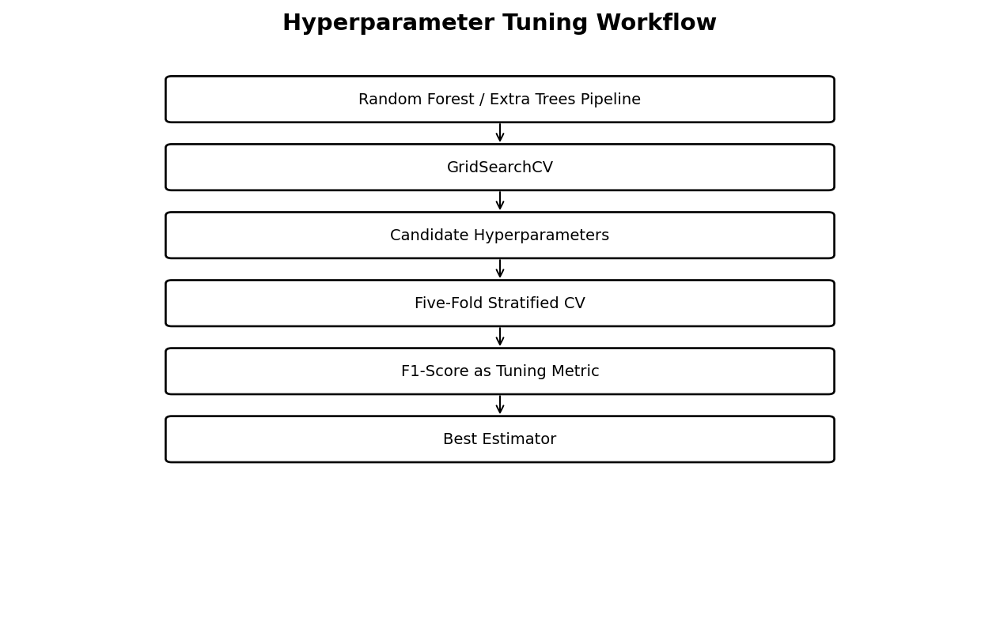 Hyperparameter Tuning Workflow
Random Forest / Extra Trees Pipeline
GridSearchCV
Candidate Hyperparameters
Five-Fold Stratified CV
F1-Score as Tuning Metric
Best Estimator